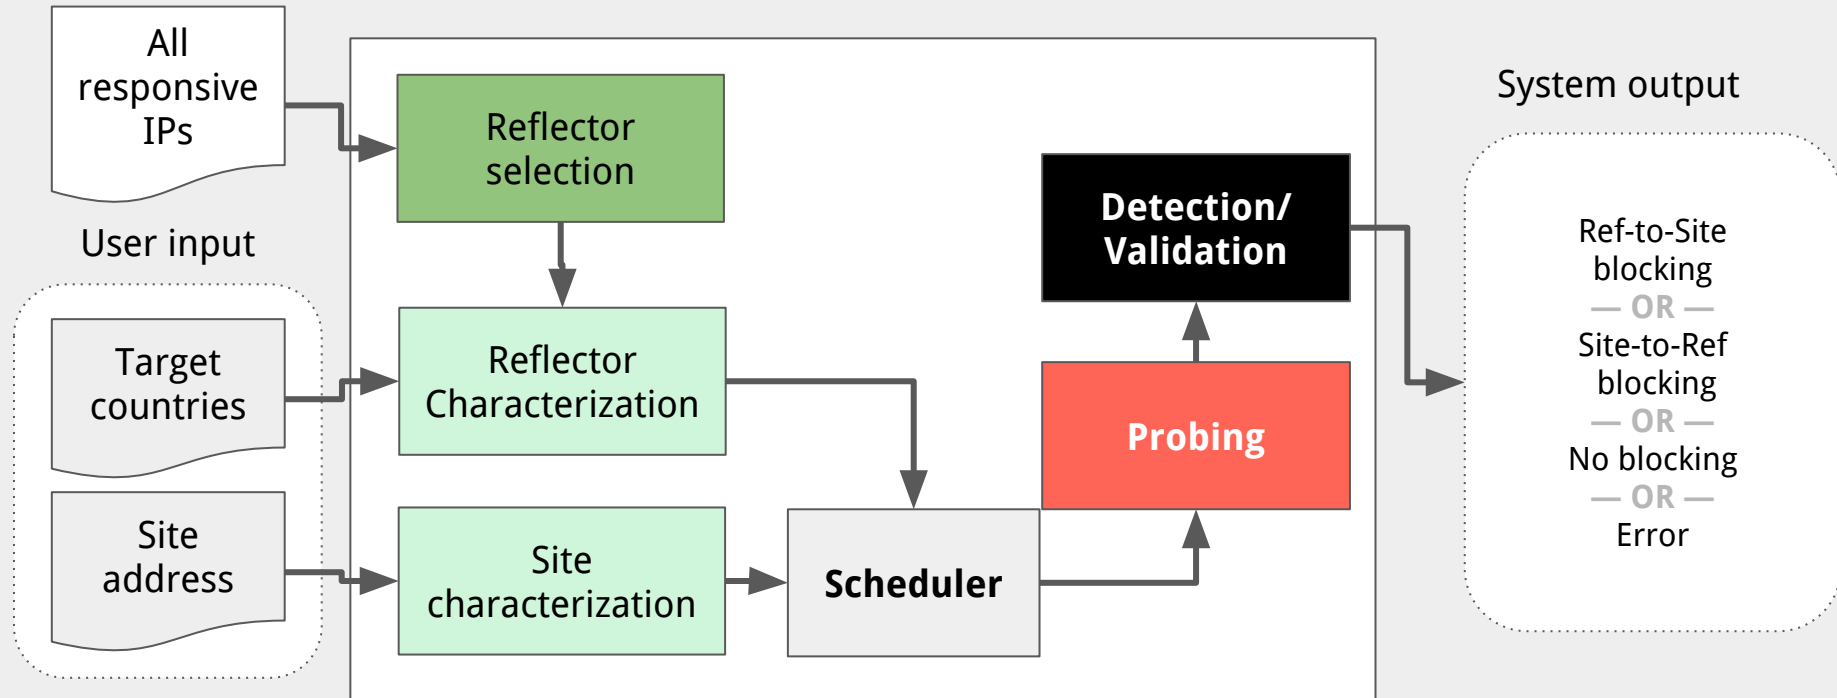 All
responsive
IPs
User input
Target
countries
Site
address
Reflector
selection
Reflector
Characterization
Site
characterization
Scheduler
Probing
Detection/
Validation
System output
Ref-to-Site
blocking
— OR —
Site-to-Ref
blocking
— OR —
No blocking
— OR —
Error